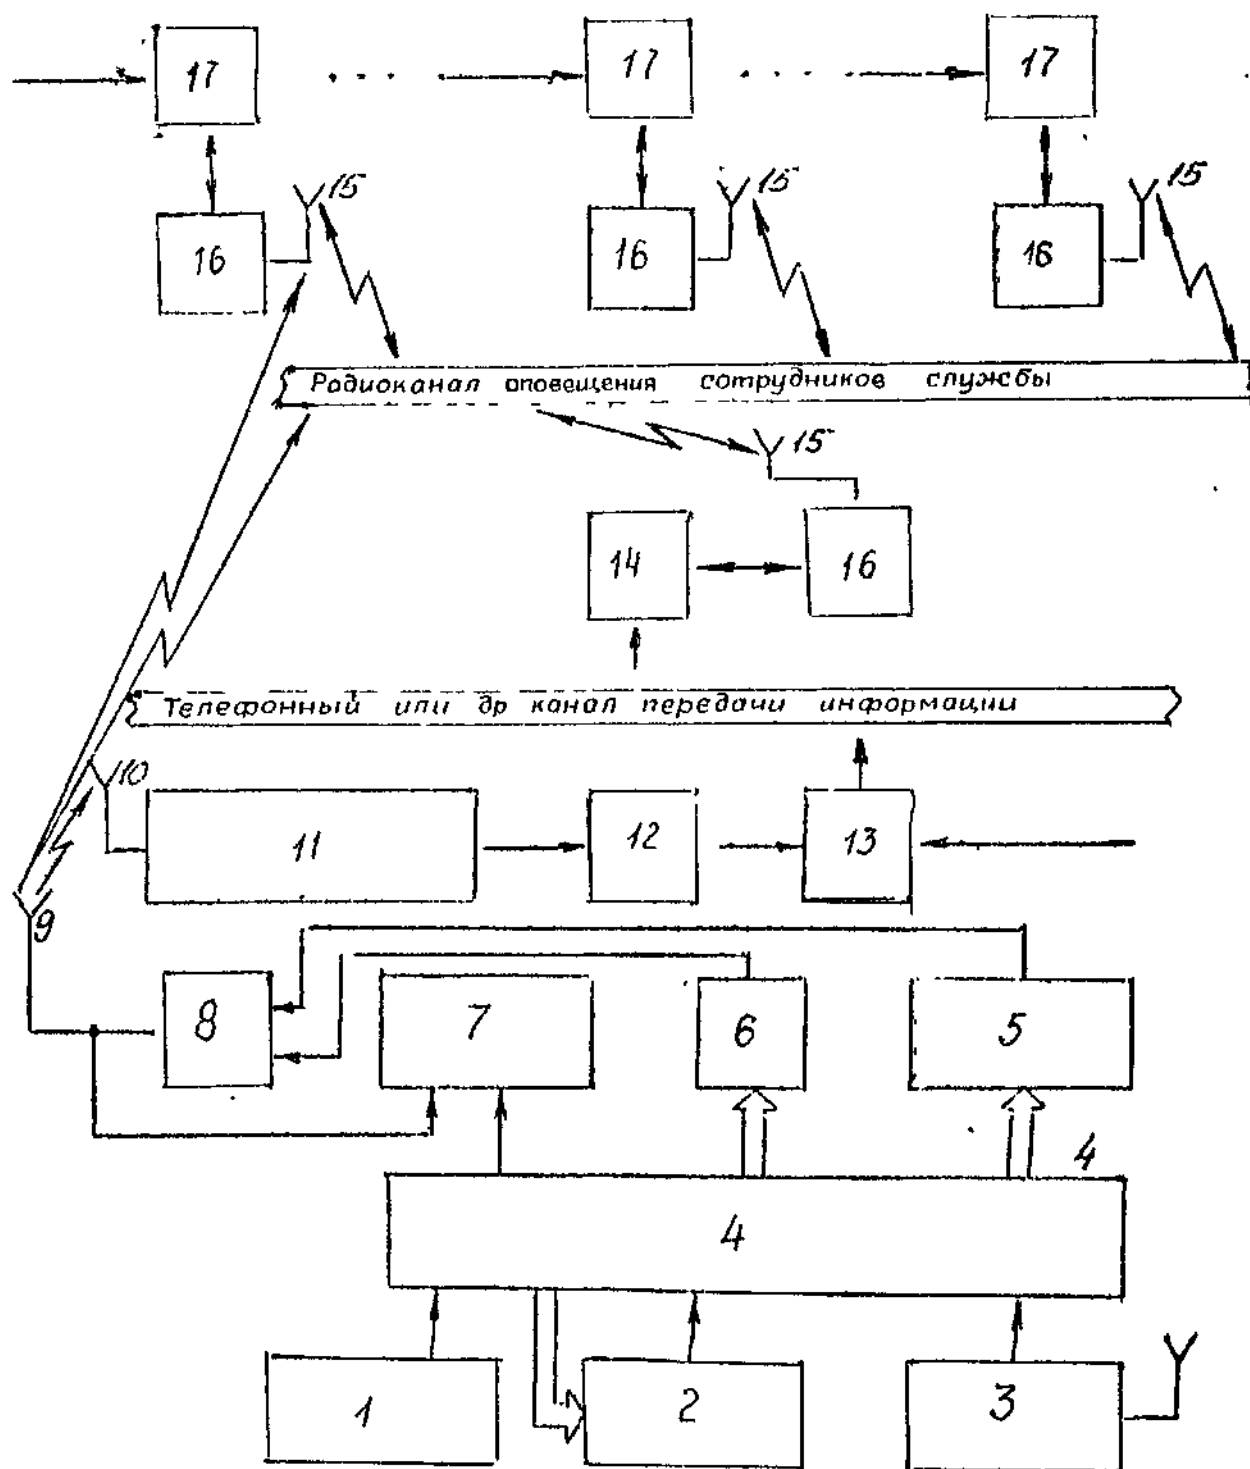 17 17 17
15 15 15
16 16 16
Радиоканал оповещения сотрудников службы
15
14 16
Телефонный или др канал передачи информации
10
11 12 13
9
8 7 6 5
4
4
1 2 3